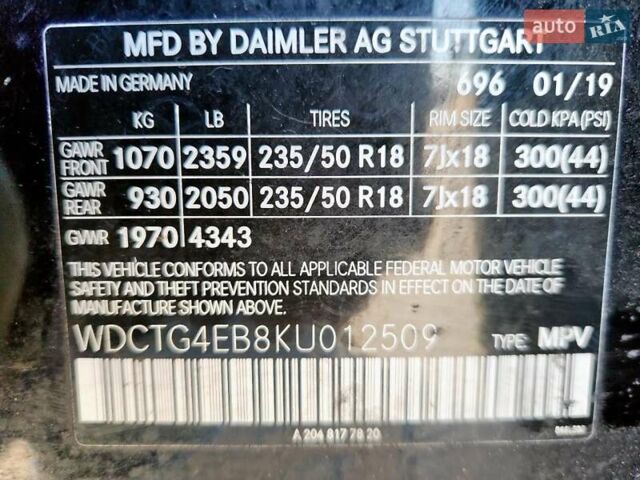 MFD BY DAIMLER AG STUTTGART
AUTO RIA
MADE IN GERMANY 696 01/19
KG LB TIRES RIM SIZE COLD KPA (PSI)
GAWR FRONT 1070 2359 235/50 R18 7Jx18 300(44)
GAWR REAR 930 2050 235/50 R18 7Jx18 300(44)
GVWR 1970 4343
THIS VEHICLE CONFORMS TO ALL APPLICABLE FEDERAL MOTOR VEHICLE
SAFETY AND THEFT PREVENTION STANDARDS IN EFFECT ON THE DATE OF
MANUFACTURE SHOWN ABOVE.
WDCTG4EB8KU012509 TYPE: MPV
A 204 817 78 20